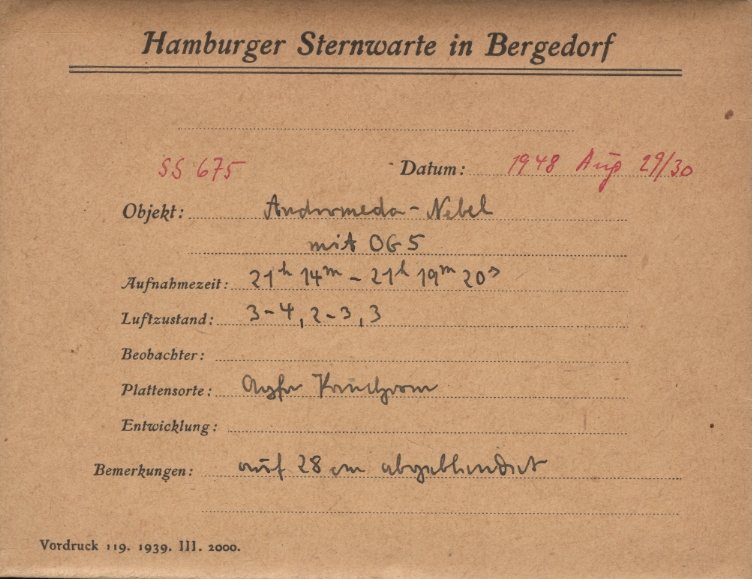 Hamburger Sternwarte in Bergedorf
SS 675 Datum: 1948 Aug 29/30
Objekt: Andromeda-Nebel
mit OG5
Aufnahmezeit: 21h 14m - 21h 19m 20s
Luftzustand: 3-4, 2-3, 3
Beobachter:
Plattensorte: Agfa
Entwicklung:
Bemerkungen: auf 28 cm abgeblendet
Vordruck 119. 1939. III. 2000.